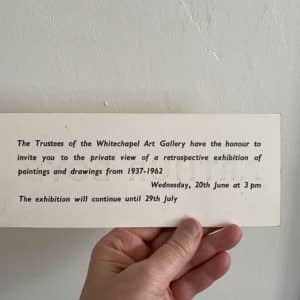 The Trustees of the Whitechapel Art Gallery have the honour to
invite you to the private view of a retrospective exhibition of
paintings and drawings from 1937-1962
Wednesday, 20th June at 3 pm
The exhibition will continue until 29th July